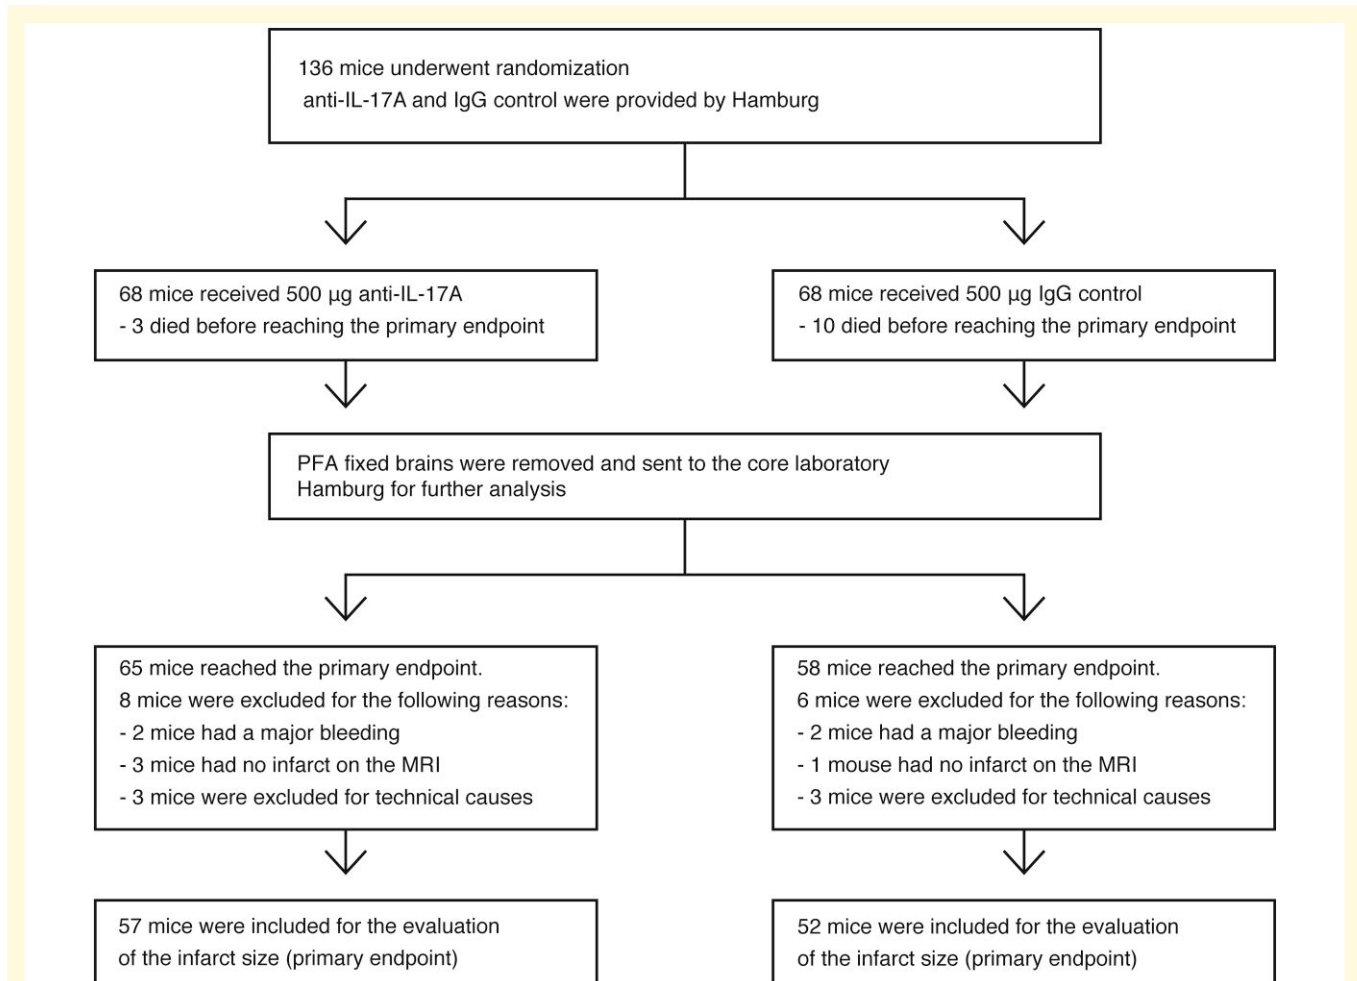 136 mice underwent randomization
anti-IL-17A and IgG control were provided by Hamburg
68 mice received 500 µg anti-IL-17A
- 3 died before reaching the primary endpoint
68 mice received 500 µg IgG control
- 10 died before reaching the primary endpoint
PFA fixed brains were removed and sent to the core laboratory
Hamburg for further analysis
65 mice reached the primary endpoint.
8 mice were excluded for the following reasons:
- 2 mice had a major bleeding
- 3 mice had no infarct on the MRI
- 3 mice were excluded for technical causes
58 mice reached the primary endpoint.
6 mice were excluded for the following reasons:
- 2 mice had a major bleeding
- 1 mouse had no infarct on the MRI
- 3 mice were excluded for technical causes
57 mice were included for the evaluation
of the infarct size (primary endpoint)
52 mice were included for the evaluation
of the infarct size (primary endpoint)